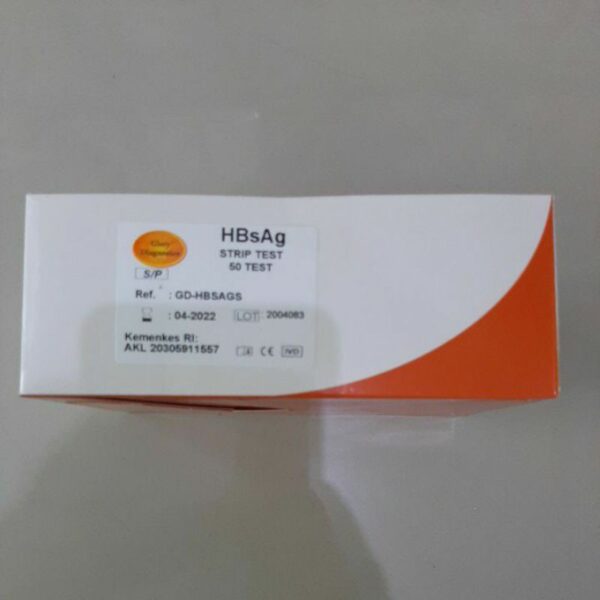 Glory
Diagnostics
HBsAg
STRIP TEST
50 TEST
S/P
Ref. : GD-HBSAGS
: 04-2022 LOT : 2004083
Kemenkes RI:
AKL 20305911557 CE IVD